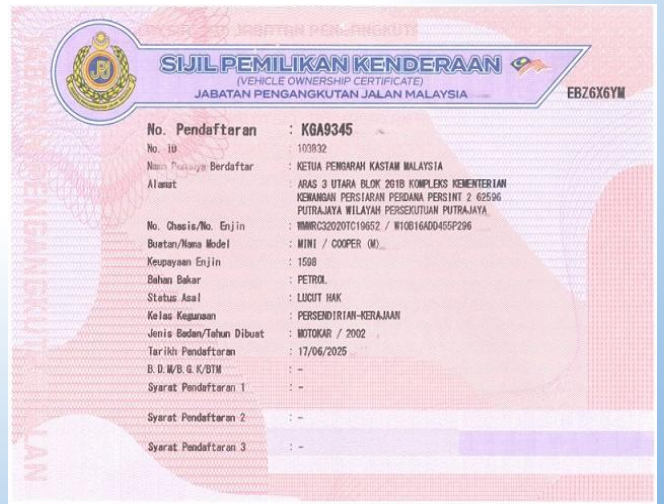 SIJIL PEMILIKAN KENDERAAN
(VEHICLE OWNERSHIP CERTIFICATE)
JABATAN PENGANGKUTAN JALAN MALAYSIA
EBZ6X6YM
No. Pendaftaran : KGA9345
No. ID : 103832
Nama Pemunya Berdaftar : KETUA PENGARAH KASTAM MALAYSIA
Alamat : ARAS 3 UTARA BLOK 2G1B KOMPLEKS KEMENTERIAN
KEWANGAN PERSIARAN PERDANA PERSINT 2 62596
PUTRAJAYA WILAYAH PERSEKUTUAN PUTRAJAYA
No. Chasis/No. Enjin : WMWRC32020TC19652 / W10B16ADD455P296
Buatan/Nama Model : MINI / COOPER (M)
Keupayaan Enjin : 1598
Bahan Bakar : PETROL
Status Asal : LUCUT HAK
Kelas Kegunaan : PERSENDIRIAN-KERAJAAN
Jenis Badan/Tahun Dibuat : MOTOKAR / 2002
Tarikh Pendaftaran : 17/06/2025
B.D.M/B.G.K/BTM : -
Syarat Pendaftaran 1 : -
Syarat Pendaftaran 2 : -
Syarat Pendaftaran 3 : -